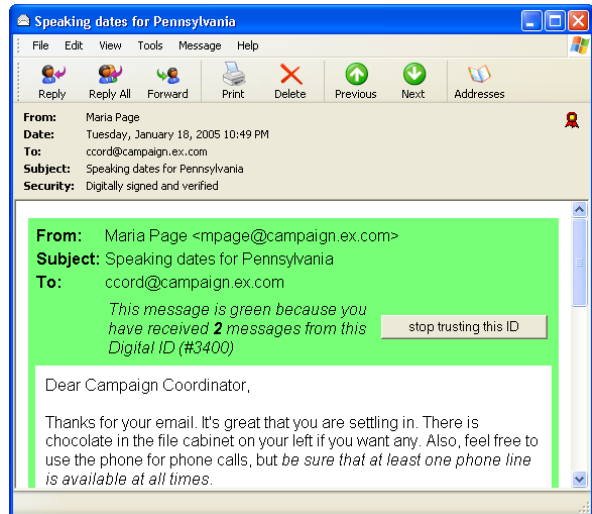 Speaking dates for Pennsylvania
File Edit View Tools Message Help
Reply Reply All Forward Print Delete Previous Next Addresses
From: Maria Page
Date: Tuesday, January 18, 2005 10:49 PM
To: ccord@campaign.ex.com
Subject: Speaking dates for Pennsylvania
Security: Digitally signed and verified
From: Maria Page <mpage@campaign.ex.com>
Subject: Speaking dates for Pennsylvania
To: ccord@campaign.ex.com
This message is green because you
have received 2 messages from this
Digital ID (#3400)
stop trusting this ID
Dear Campaign Coordinator,
Thanks for your email. It's great that you are settling in. There is
chocolate in the file cabinet on your left if you want any. Also, feel free to
use the phone for phone calls, but be sure that at least one phone line
is available at all times.